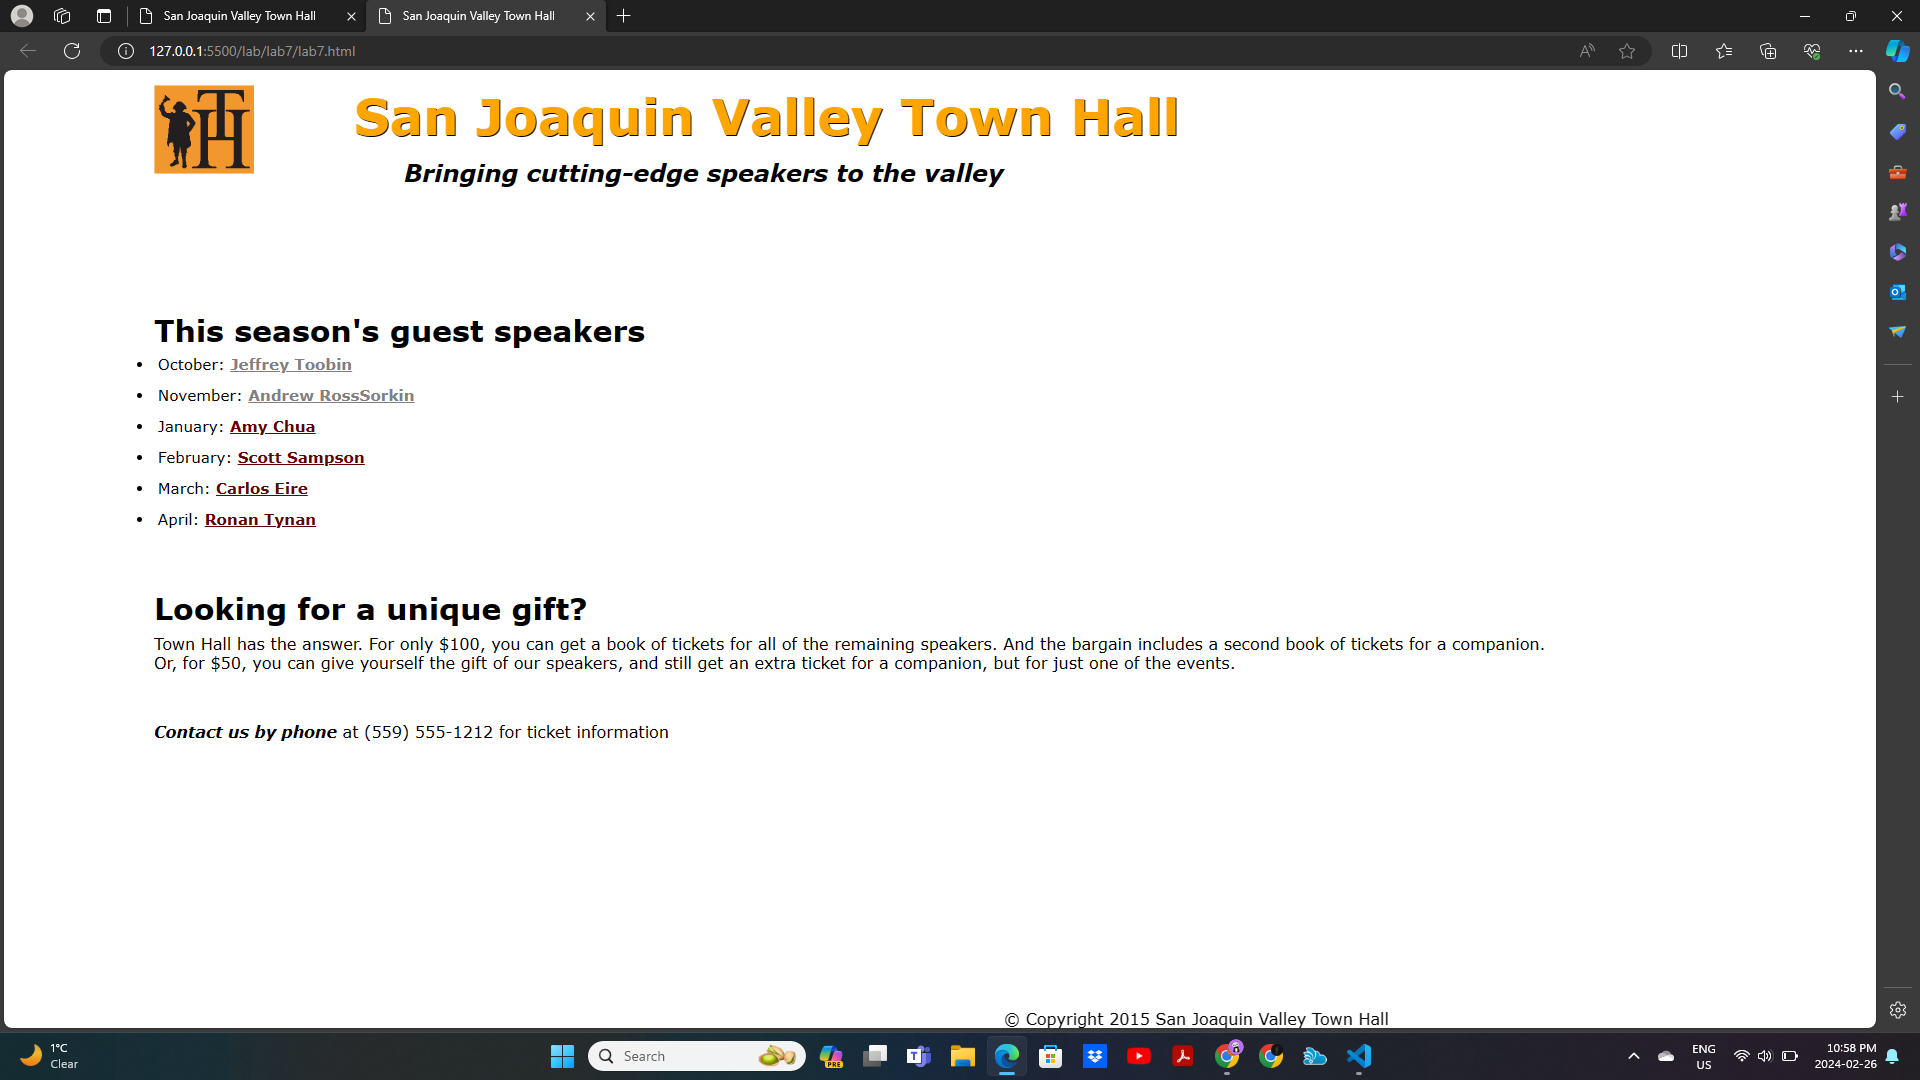 San Joaquin Valley Town Hall
San Joaquin Valley Town Hall
127.0.0.1:5500/lab/lab7/lab7.html
TH
San Joaquin Valley Town Hall
Bringing cutting-edge speakers to the valley
This season's guest speakers
• October: Jeffrey Toobin
• November: Andrew RossSorkin
• January: Amy Chua
• February: Scott Sampson
• March: Carlos Eire
• April: Ronan Tynan
Looking for a unique gift?
Town Hall has the answer. For only $100, you can get a book of tickets for all of the remaining speakers. And the bargain includes a second book of tickets for a companion.
Or, for $50, you can give yourself the gift of our speakers, and still get an extra ticket for a companion, but for just one of the events.
Contact us by phone at (559) 555-1212 for ticket information
© Copyright 2015 San Joaquin Valley Town Hall
1°C
Clear
Search
PRE
ENG
US
10:58 PM
2024-02-26